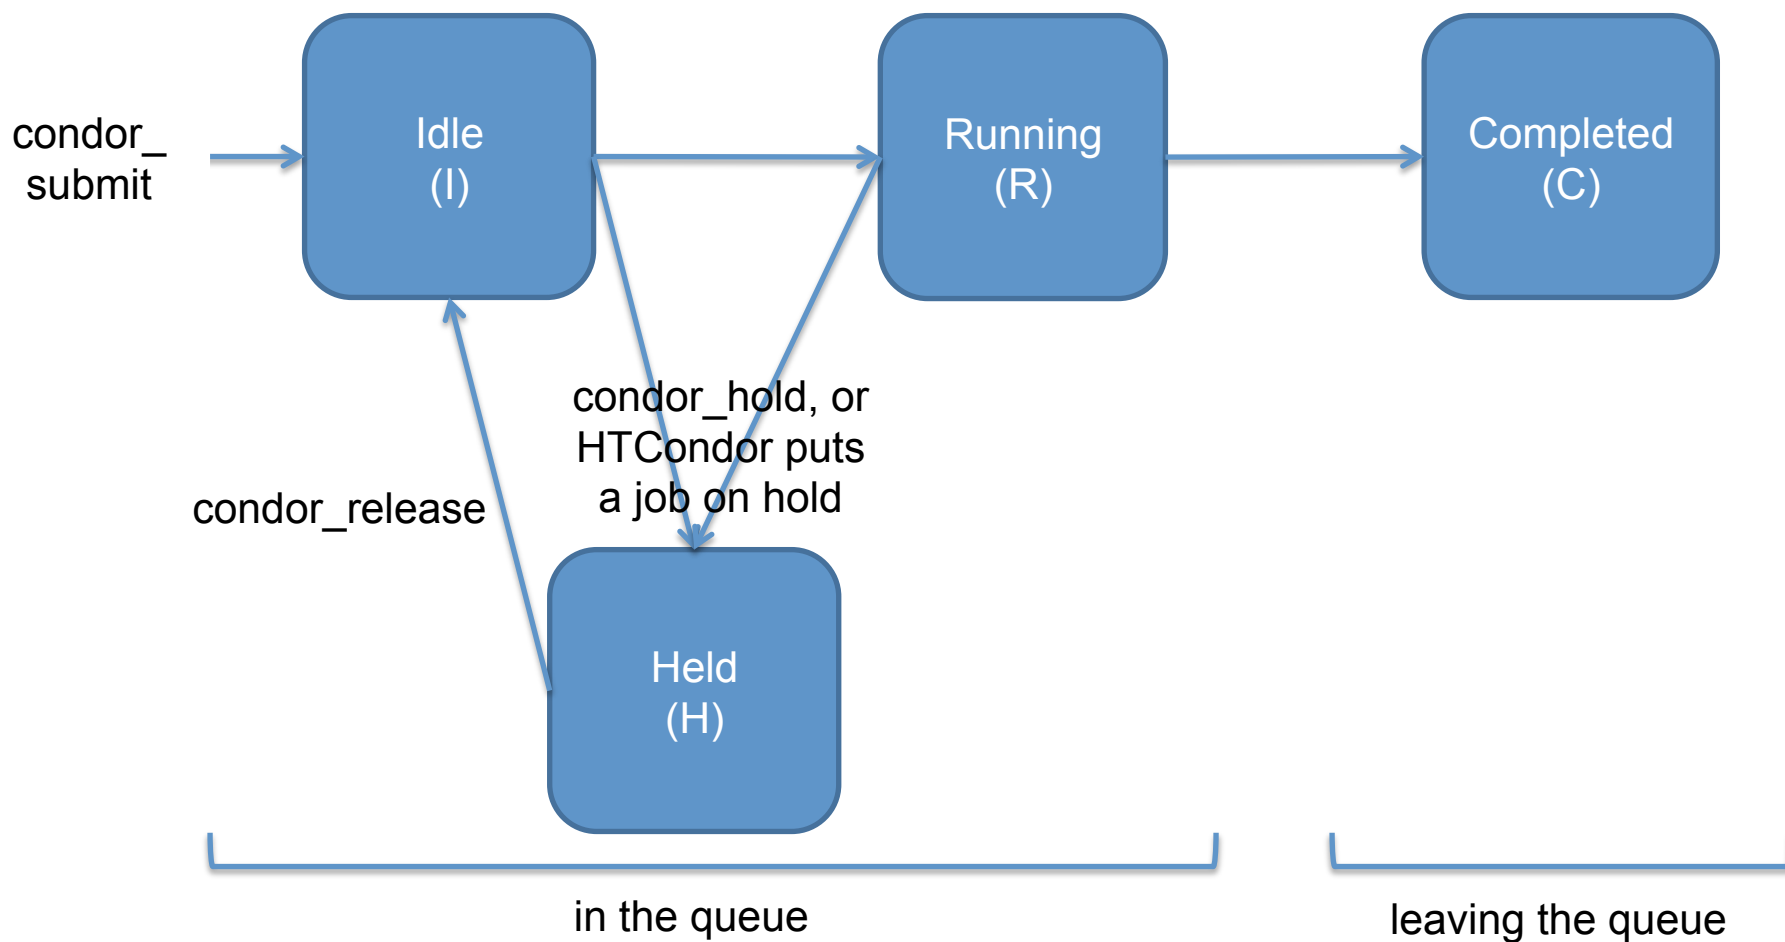 condor_
submit
Idle
(I)
Running
(R)
Completed
(C)
condor_hold, or
HTCondor puts
a job on hold
condor_release
Held
(H)
in the queue
leaving the queue